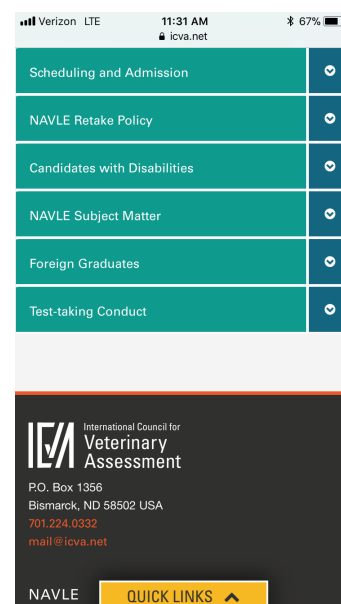 Verizon LTE 11:31 AM 67%
icva.net
Scheduling and Admission
NAVLE Retake Policy
Candidates with Disabilities
NAVLE Subject Matter
Foreign Graduates
Test-taking Conduct
ICVA
International Council for
Veterinary
Assessment
P.O. Box 1356
Bismarck, ND 58502 USA
701.224.0332
mail@icva.net
NAVLE
QUICK LINKS